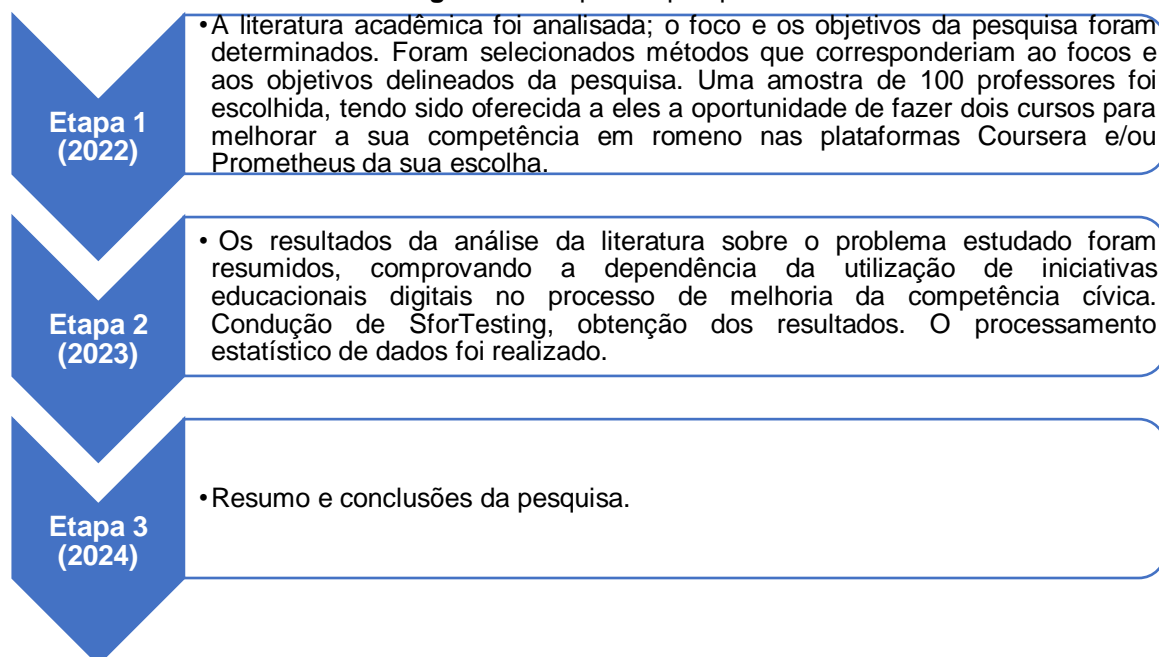 •A literatura acadêmica foi analisada; o foco e os objetivos da pesquisa foram
determinados. Foram selecionados métodos que corresponderiam ao focos e
aos objetivos delineados da pesquisa. Uma amostra de 100 professores foi
escolhida, tendo sido oferecida a eles a oportunidade de fazer dois cursos para
melhorar a sua competência em romeno nas plataformas Coursera e/ou
Prometheus da sua escolha.
Etapa 1
(2022)
• Os resultados da análise da literatura sobre o problema estudado foram
resumidos, comprovando a dependência da utilização de iniciativas
educacionais digitais no processo de melhoria da competência cívica.
Condução de SforTesting, obtenção dos resultados. O processamento
estatístico de dados foi realizado.
Etapa 2
(2023)
•Resumo e conclusões da pesquisa.
Etapa 3
(2024)